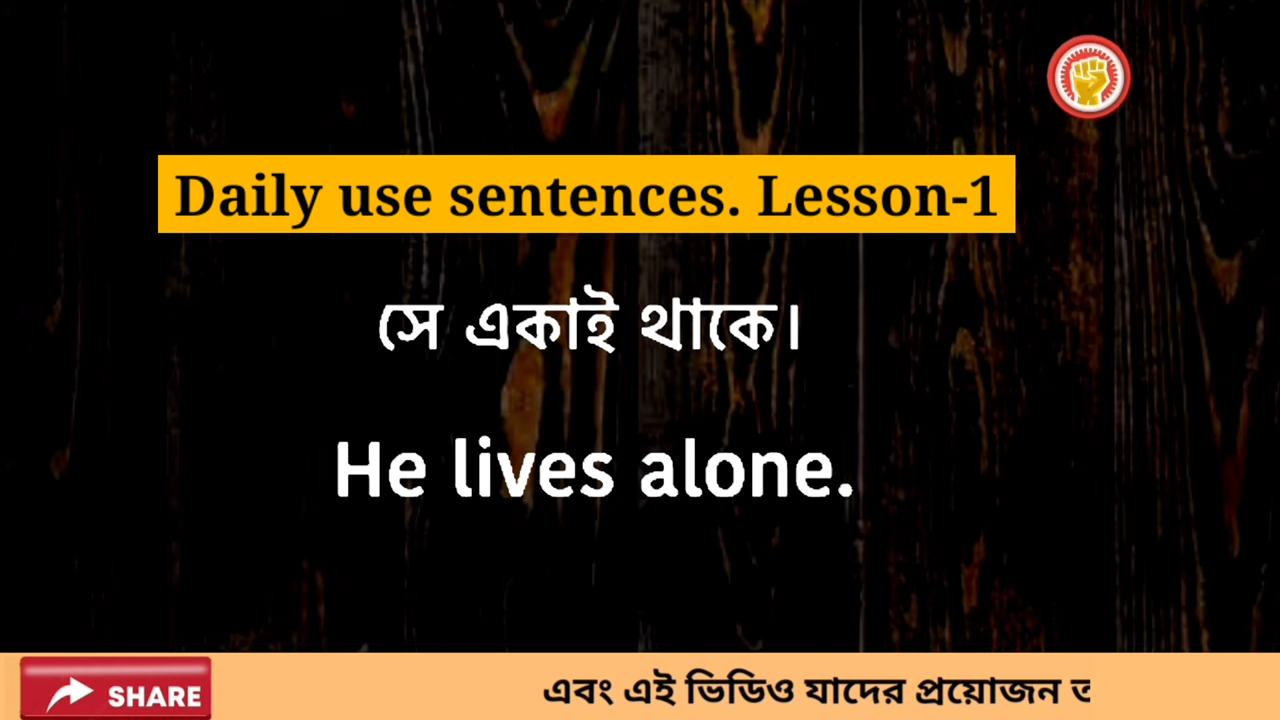 Daily use sentences. Lesson-1
সে একাই থাকে।
He lives alone.
SHARE
এবং এই ভিডিও যাদের প্রয়োজন